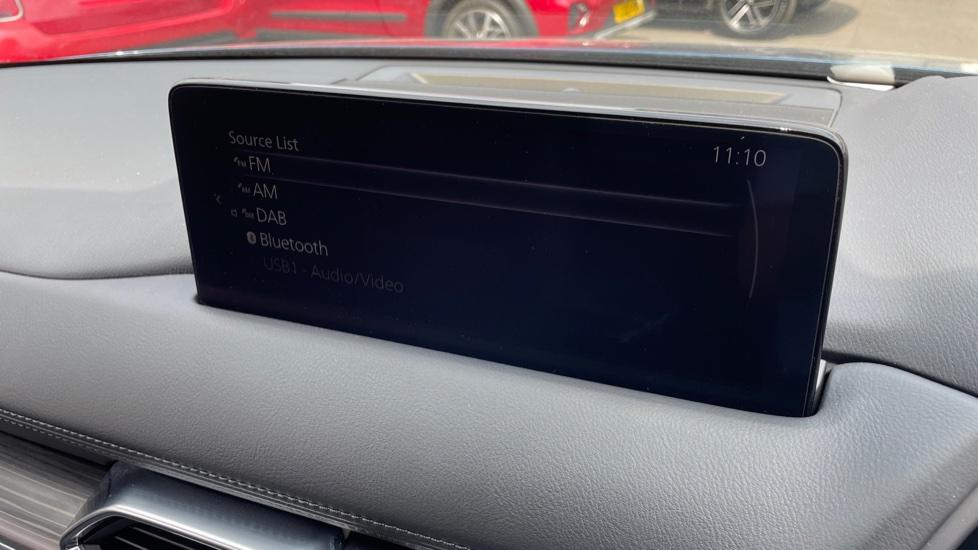 Source List
11:10
FM
AM
DAB
Bluetooth
USB1 - Audio/Video